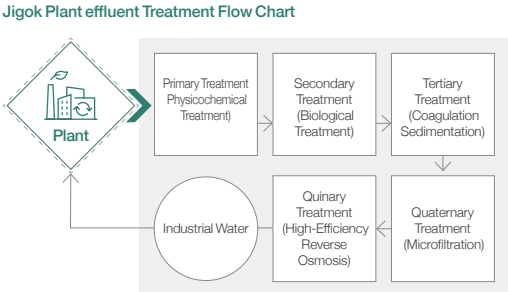 Jigok Plant effluent Treatment Flow Chart
Plant
Primary Treatment
Physicochemical
Treatment)
Secondary
Treatment
(Biological
Treatment)
Tertiary
Treatment
(Coagulation
Sedimentation)
Quaternary
Treatment
(Microfiltration)
Quinary
Treatment
(High-Efficiency
Reverse
Osmosis)
Industrial Water